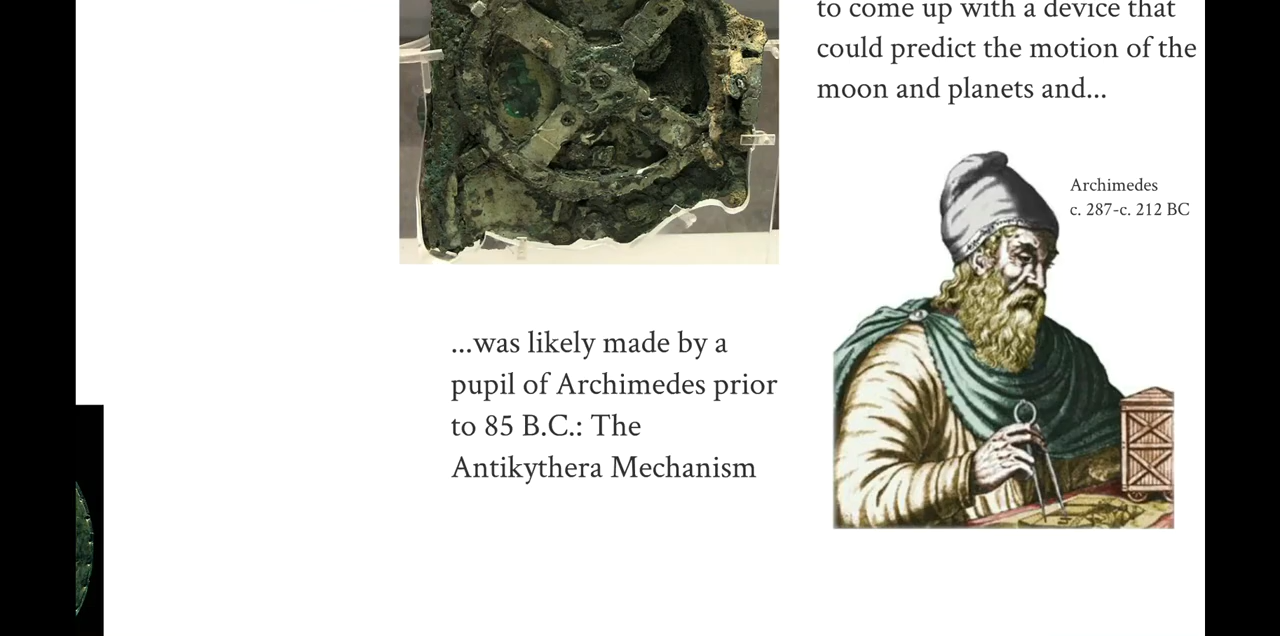 to come up with a device that
could predict the motion of the
moon and planets and...
Archimedes
c. 287-c. 212 BC
...was likely made by a
pupil of Archimedes prior
to 85 B.C.: The
Antikythera Mechanism